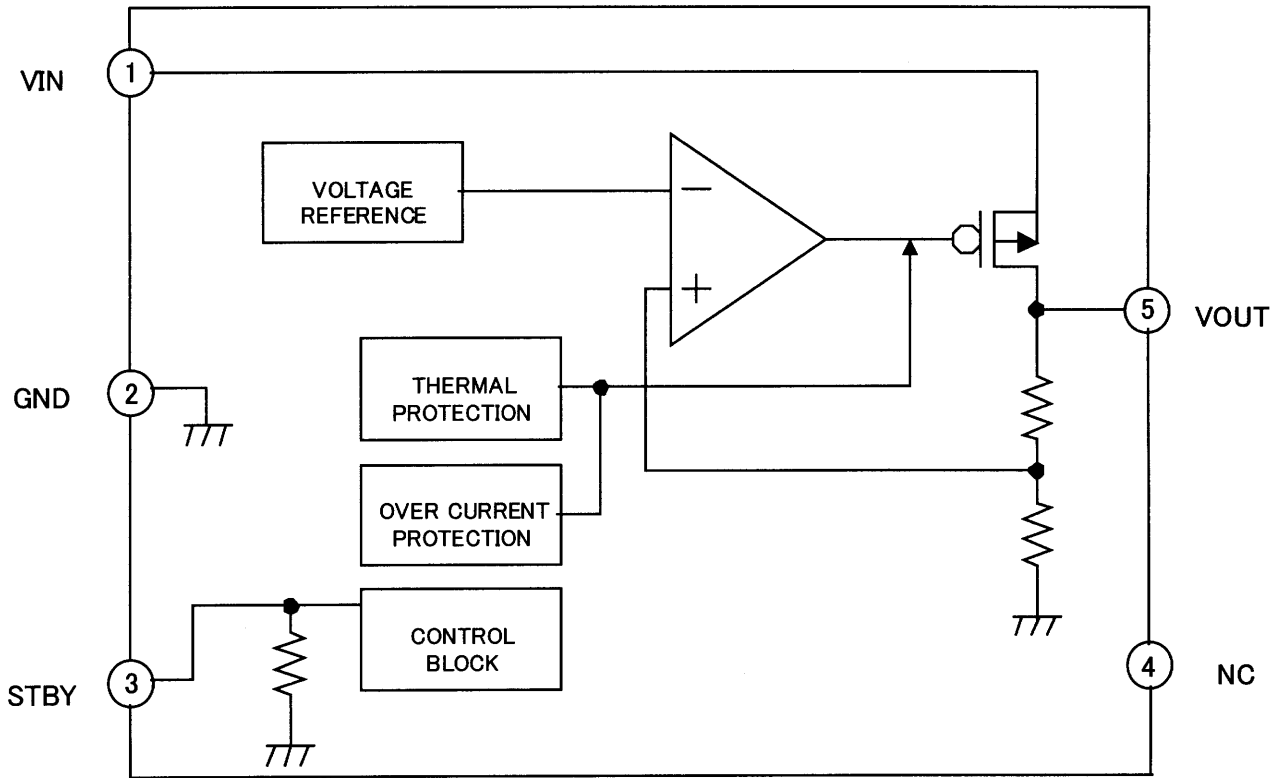 VIN
1
VOLTAGE
REFERENCE
−
+
5
VOUT
GND
2
THERMAL
PROTECTION
OVER CURRENT
PROTECTION
CONTROL
BLOCK
STBY
3
4
NC